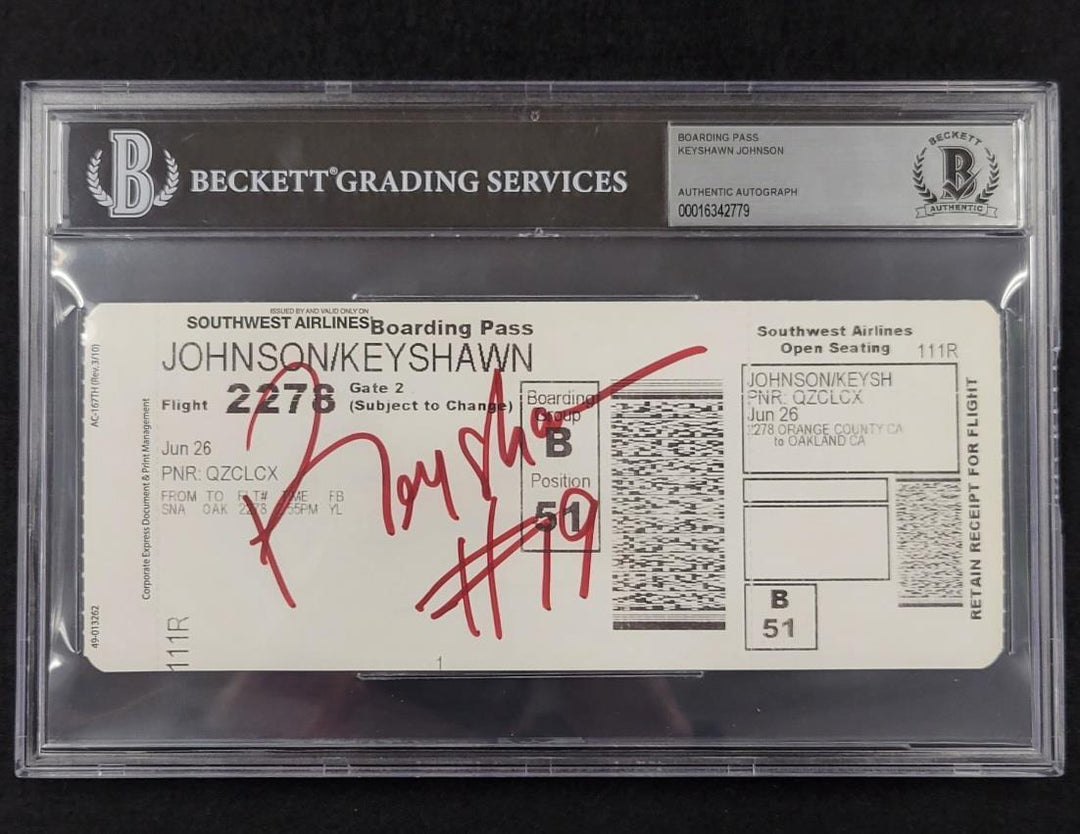 BECKETT
B
AUTHENTIC
B BECKETT® GRADING SERVICES
BOARDING PASS
KEYSHAWN JOHNSON
AUTHENTIC AUTOGRAPH
00016342779
ISSUED BY AND VALID ONLY ON
SOUTHWEST AIRLINES Boarding Pass
JOHNSON/KEYSHAWN
Flight 2278 Gate 2
(Subject to Change)
Boarding
Group
B
Position
51
Jun 26
PNR: QZCLCX
FROM TO FLT# TIME FB
SNA OAK 2278 :55PM YL
Keyshawn
#19
111R
1
AC-167TH (Rev.3/10)
Corporate Express Document & Print Management
49-013262
Southwest Airlines
Open Seating 111R
JOHNSON/KEYSH
PNR: QZCLCX
Jun 26
2278 ORANGE COUNTY CA
to OAKLAND CA
B
51
RETAIN RECEIPT FOR FLIGHT